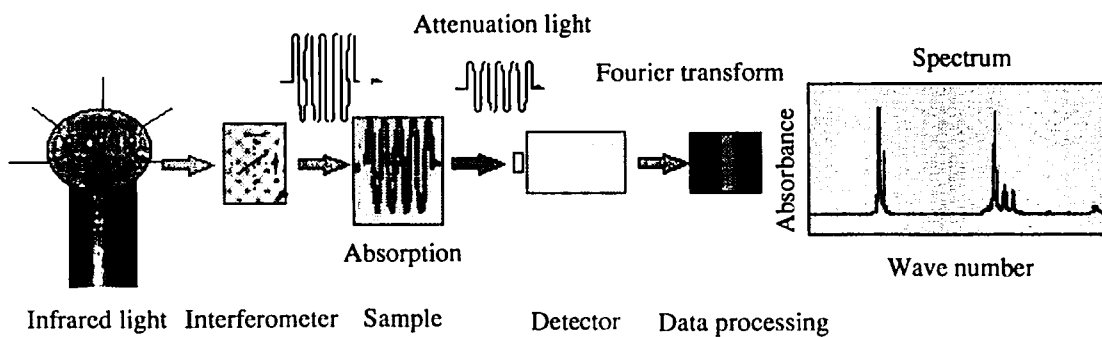 Attenuation light
Fourier transform
Spectrum
Absorbance
Wave number
Absorption
Infrared light
Interferometer
Sample
Detector
Data processing